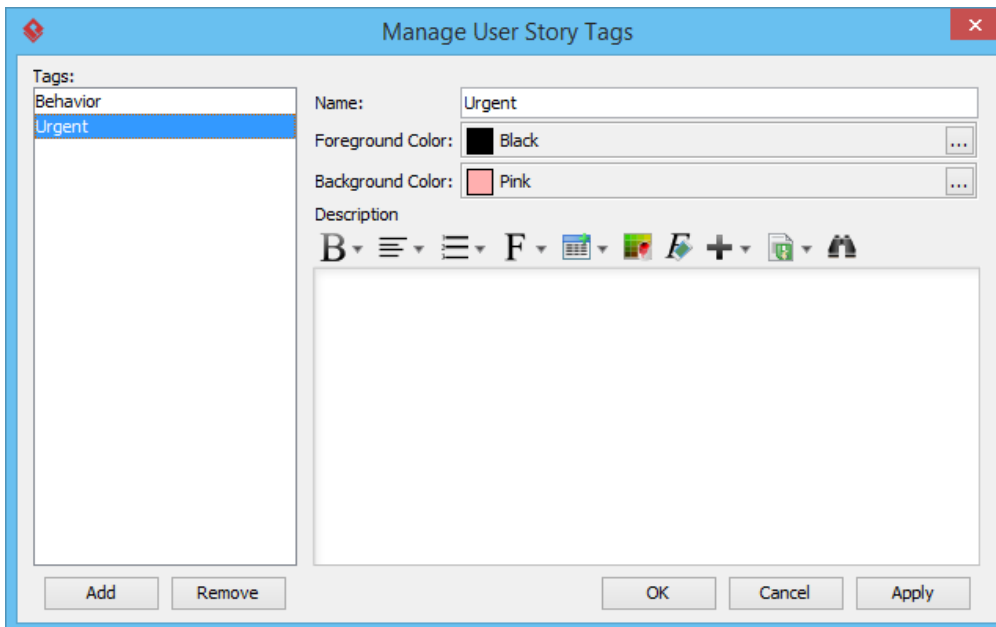 Manage User Story Tags
Tags:
Behavior
Urgent
Name: Urgent
Foreground Color: Black ...
Background Color: Pink ...
Description
B F F
Add Remove OK Cancel Apply